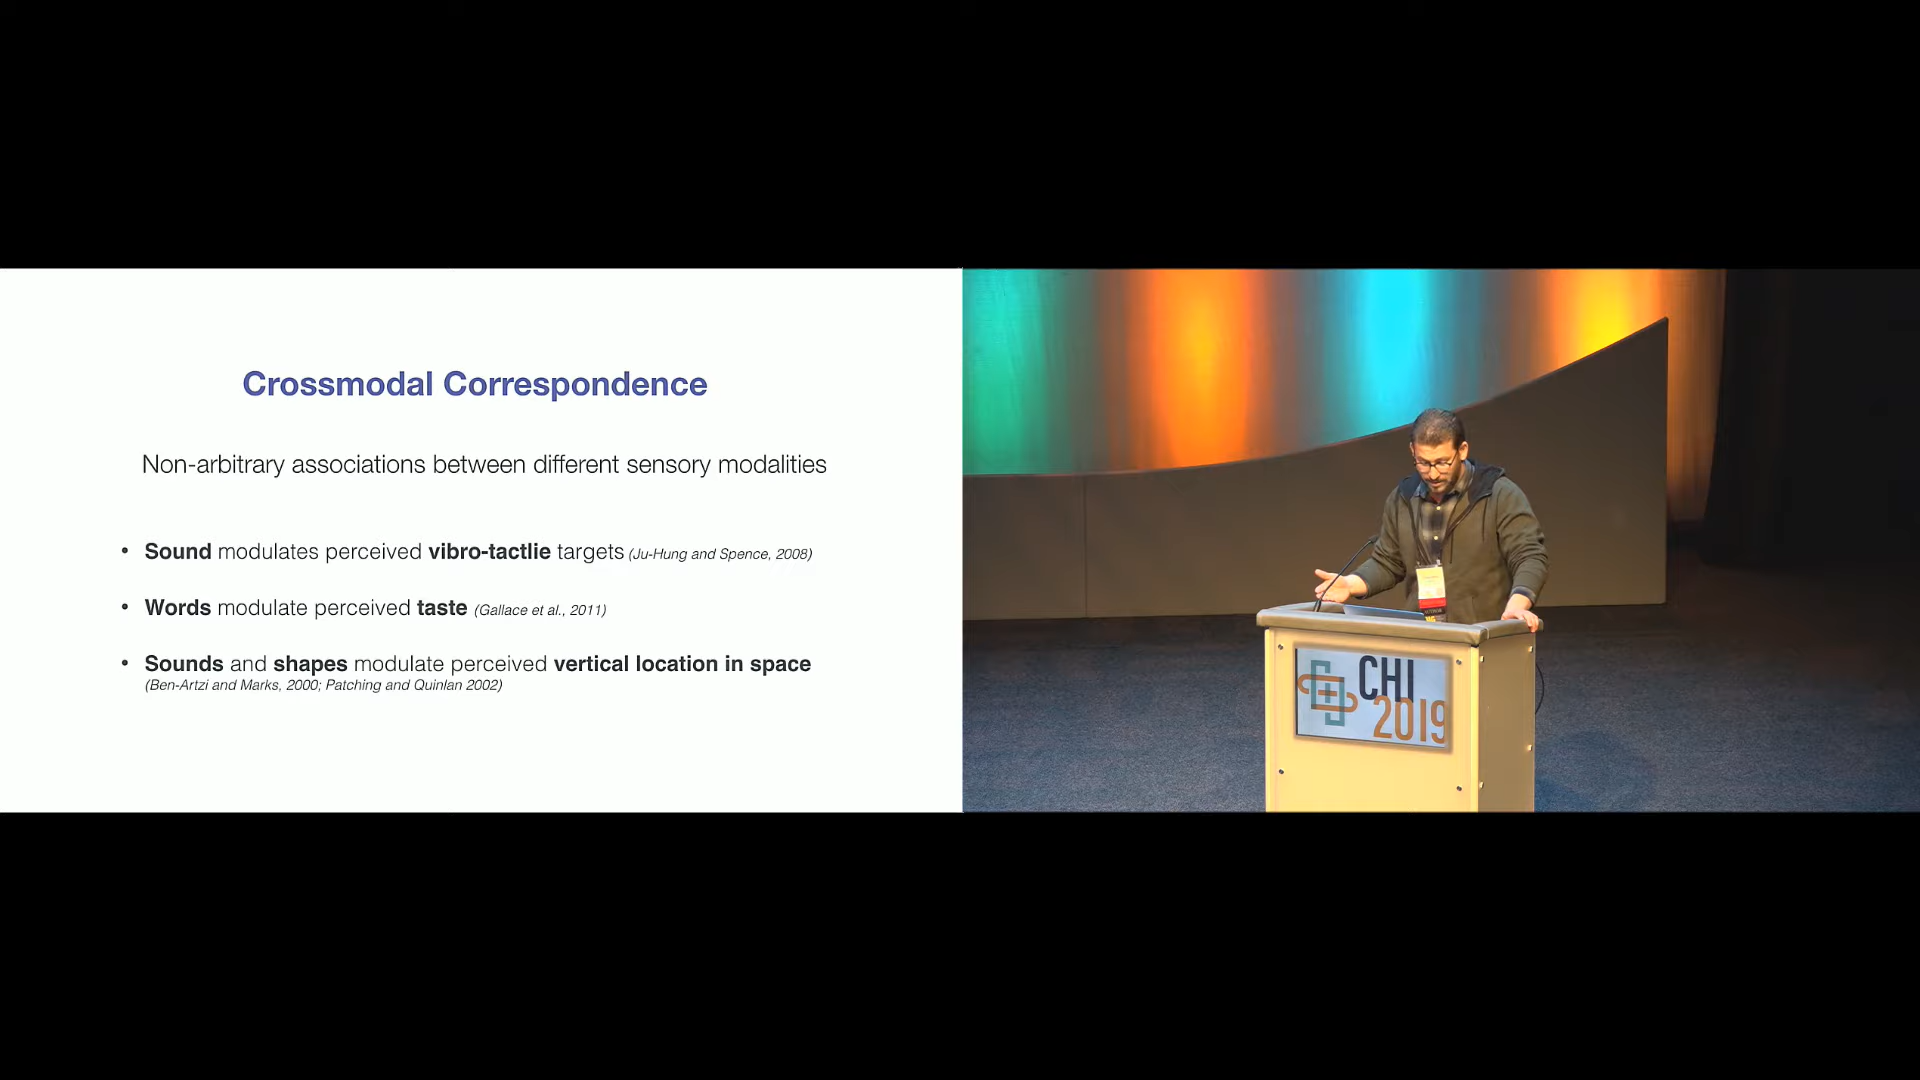 Crossmodal Correspondence
Non-arbitrary associations between different sensory modalities
• Sound modulates perceived vibro-tactlie targets (Ju-Hung and Spence, 2008)
• Words modulate perceived taste (Gallace et al., 2011)
• Sounds and shapes modulate perceived vertical location in space
(Ben-Artzi and Marks, 2000; Patching and Quinlan 2002)
CHI
2019